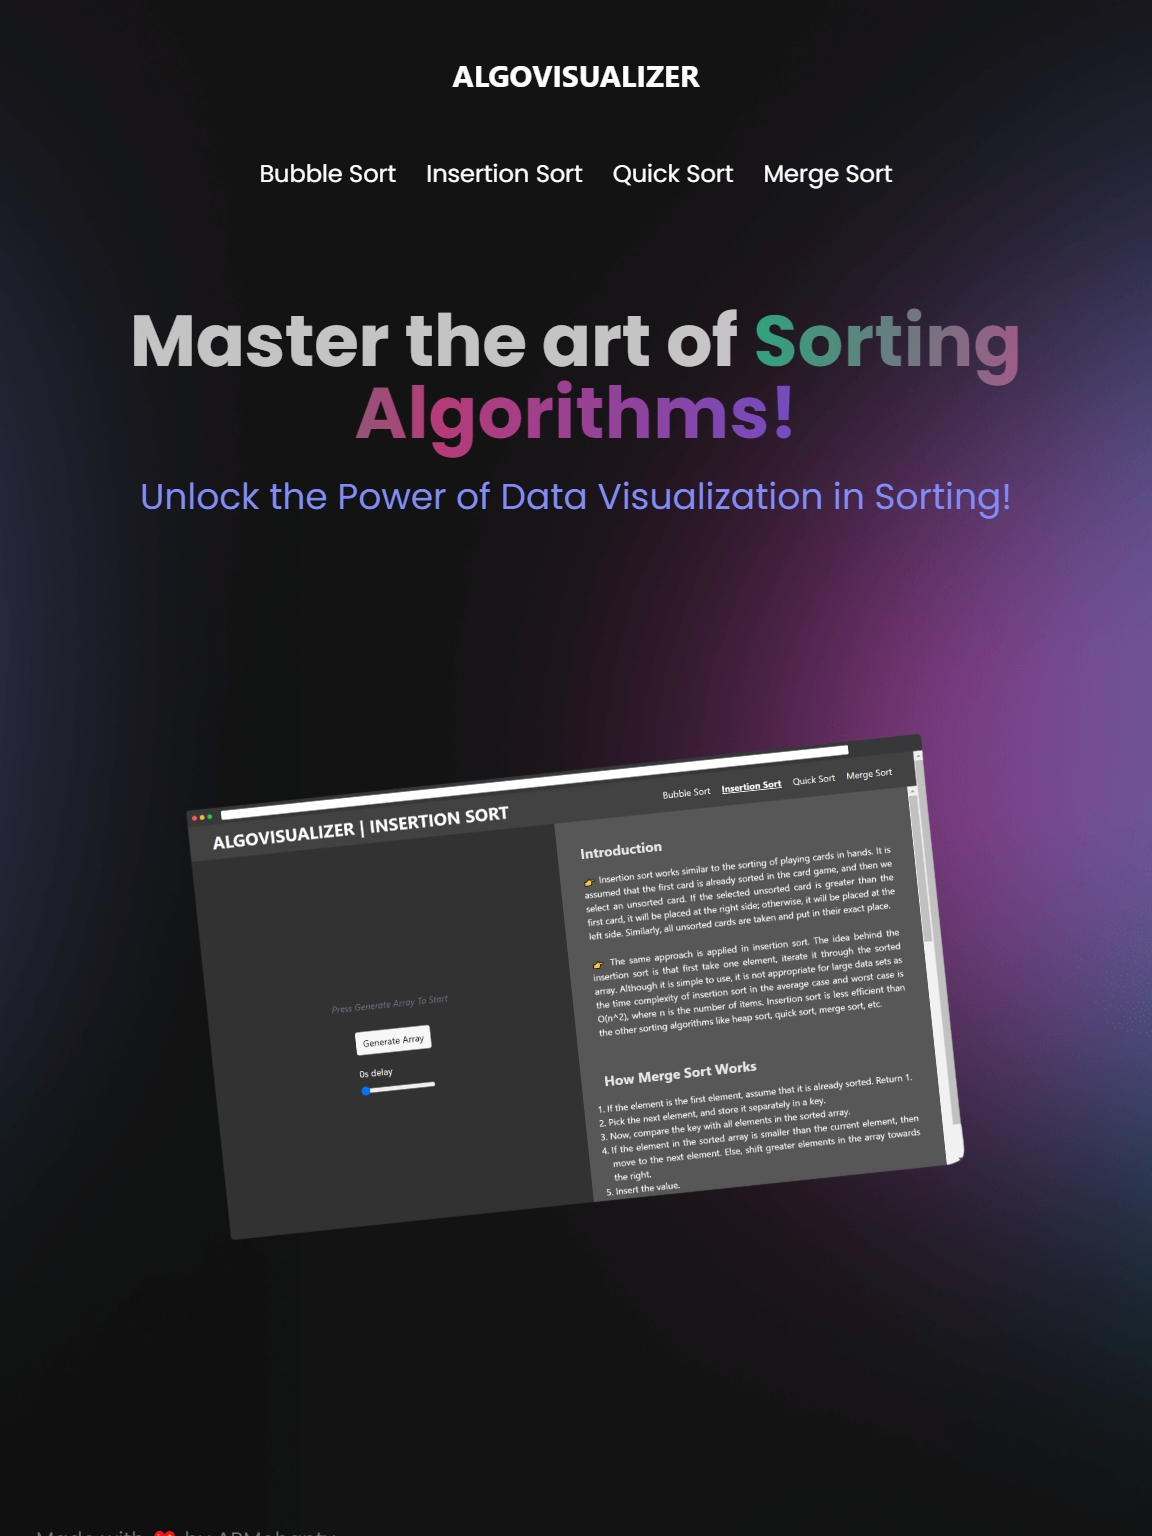 ALGOVISUALIZER
Bubble Sort Insertion Sort Quick Sort Merge Sort
Master the art of Sorting
Algorithms!
Unlock the Power of Data Visualization in Sorting!
ALGOVISUALIZER | INSERTION SORT
Bubble Sort Insertion Sort Quick Sort Merge Sort
Press Generate Array To Start
Generate Array
0s delay
Introduction
👉 Insertion sort works similar to the sorting of playing cards in hands. It is
assumed that the first card is already sorted in the card game, and then we
select an unsorted card. If the selected unsorted card is greater than the
first card, it will be placed at the right side; otherwise, it will be placed at the
left side. Similarly, all unsorted cards are taken and put in their exact place.
👉 The same approach is applied in insertion sort. The idea behind the
insertion sort is that first take one element, iterate it through the sorted
array. Although it is simple to use, it is not appropriate for large data sets as
the time complexity of insertion sort in the average case and worst case is
O(n^2), where n is the number of items. Insertion sort is less efficient than
the other sorting algorithms like heap sort, quick sort, merge sort, etc.
How Merge Sort Works
1. If the element is the first element, assume that it is already sorted. Return 1.
2. Pick the next element, and store it separately in a key.
3. Now, compare the key with all elements in the sorted array.
4. If the element in the sorted array is smaller than the current element, then
move to the next element. Else, shift greater elements in the array towards
the right.
5. Insert the value.
Made with ❤️ by ARMohanty